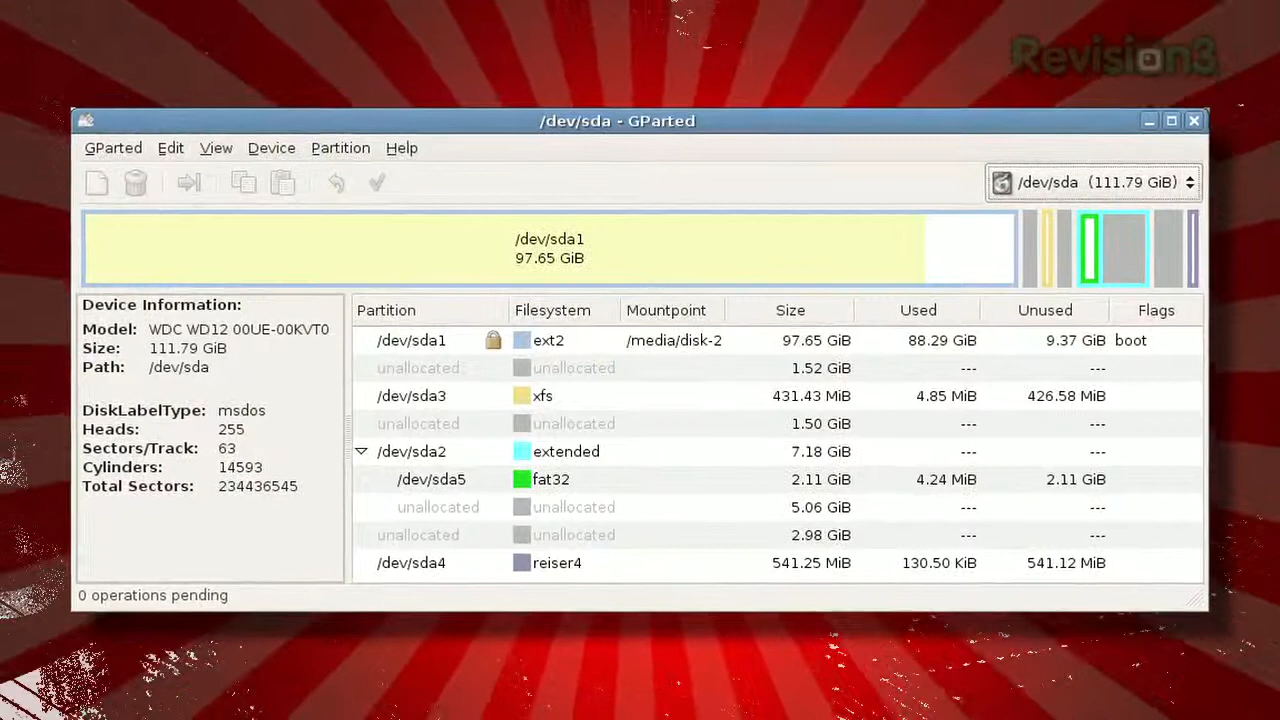 Revision3
/dev/sda - GParted
GParted Edit View Device Partition Help
/dev/sda (111.79 GiB)
/dev/sda1
97.65 GiB
Device Information:
Model: WDC WD12 00UE-00KVT0
Size: 111.79 GiB
Path: /dev/sda
DiskLabelType: msdos
Heads: 255
Sectors/Track: 63
Cylinders: 14593
Total Sectors: 234436545
Partition Filesystem Mountpoint Size Used Unused Flags
/dev/sda1 ext2 /media/disk-2 97.65 GiB 88.29 GiB 9.37 GiB boot
unallocated unallocated 1.52 GiB --- ---
/dev/sda3 xfs 431.43 MiB 4.85 MiB 426.58 MiB
unallocated unallocated 1.50 GiB --- ---
/dev/sda2 extended 7.18 GiB --- ---
/dev/sda5 fat32 2.11 GiB 4.24 MiB 2.11 GiB
unallocated unallocated 5.06 GiB --- ---
unallocated unallocated 2.98 GiB --- ---
/dev/sda4 reiser4 541.25 MiB 130.50 KiB 541.12 MiB
0 operations pending